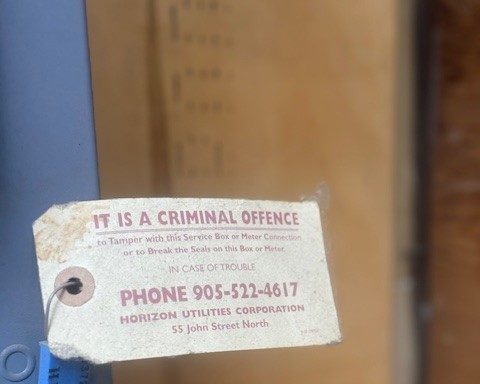 IT IS A CRIMINAL OFFENCE
to Tamper with this Service Box or Meter Connection
or to Break the Seals on this Box or Meter.
IN CASE OF TROUBLE
PHONE 905-522-4617
HORIZON UTILITIES CORPORATION
55 John Street North